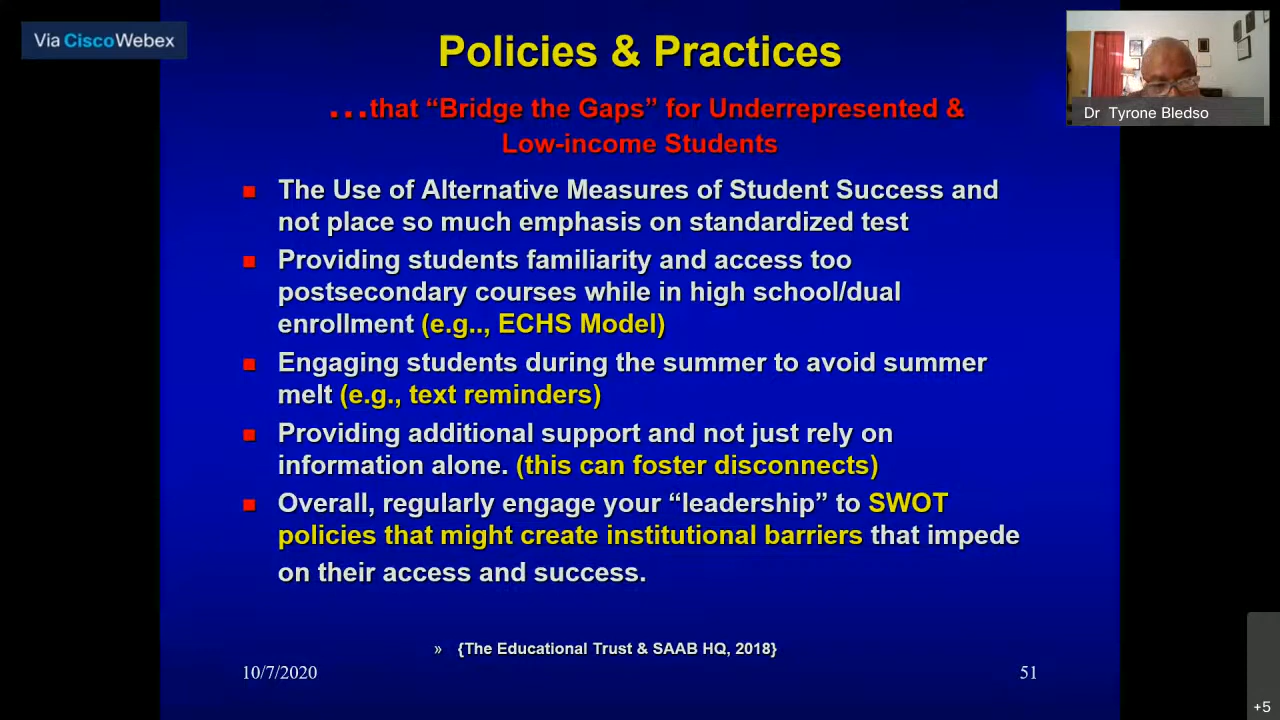 Via CiscoWebex
Policies & Practices
…that “Bridge the Gaps” for Underrepresented &
Low-income Students
Dr Tyrone Bledso
The Use of Alternative Measures of Student Success and
not place so much emphasis on standardized test
Providing students familiarity and access too
postsecondary courses while in high school/dual
enrollment (e.g.., ECHS Model)
Engaging students during the summer to avoid summer
melt (e.g., text reminders)
Providing additional support and not just rely on
information alone. (this can foster disconnects)
Overall, regularly engage your “leadership” to SWOT
policies that might create institutional barriers that impede
on their access and success.
» {The Educational Trust & SAAB HQ, 2018}
10/7/2020
51
+5